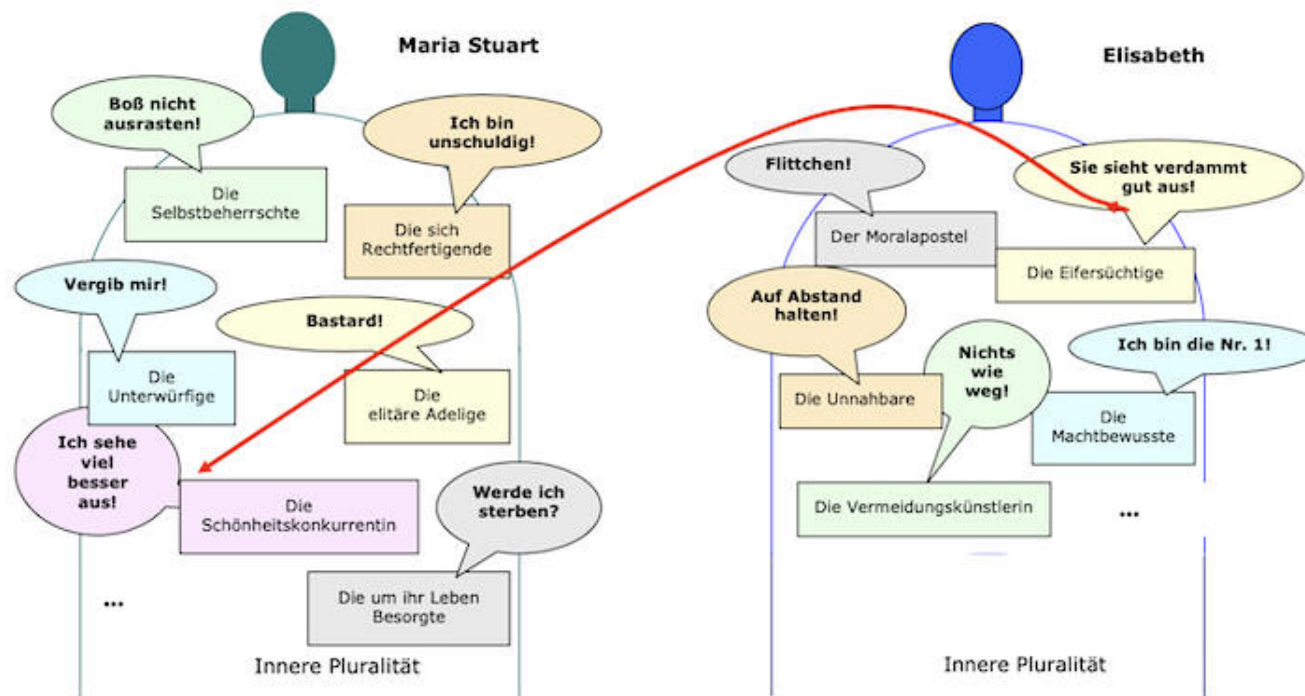 Maria Stuart
Boß nicht
ausrasten!
Ich bin
unschuldig!
Die
Selbstbeherrschte
Die sich
Rechtfertigende
Vergib mir!
Bastard!
Die
Unterwürfige
Die
elitäre Adelige
Ich sehe
viel
besser
aus!
Die
Schönheitskonkurrentin
Werde ich
sterben?
Die um ihr Leben
Besorgte
...
Innere Pluralität
Elisabeth
Flittchen!
Sie sieht verdammt
gut aus!
Der Moralapostel
Die Eifersüchtige
Auf Abstand
halten!
Nichts
wie
weg!
Ich bin die Nr. 1!
Die Unnahbare
Die
Machtbewusste
Die Vermeidungskünstlerin
...
Innere Pluralität